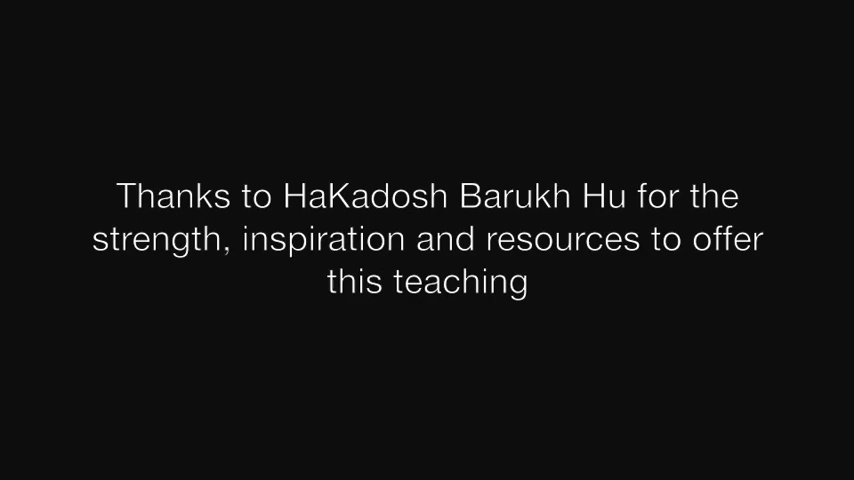 Thanks to HaKadosh Barukh Hu for the
strength, inspiration and resources to offer
this teaching